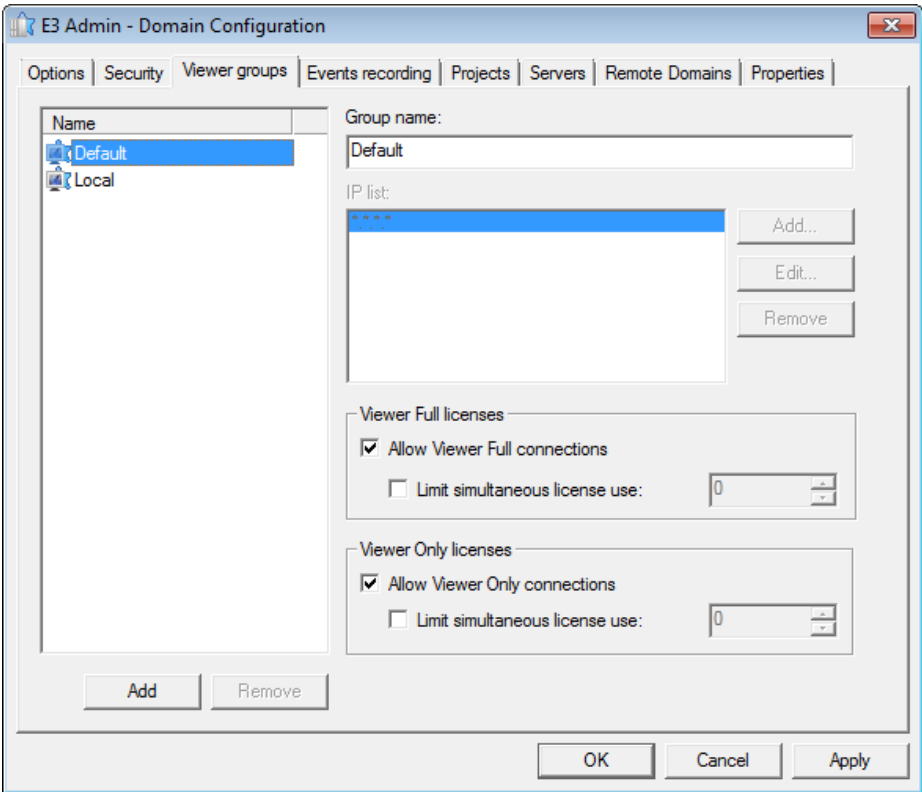 E3 Admin - Domain Configuration
Options Security Viewer groups Events recording Projects Servers Remote Domains Properties
Name
Default
Local
Group name:
Default
IP list:
*.*.*.*
Add...
Edit...
Remove
Viewer Full licenses
Allow Viewer Full connections
Limit simultaneous license use: 0
Viewer Only licenses
Allow Viewer Only connections
Limit simultaneous license use: 0
Add Remove
OK Cancel Apply